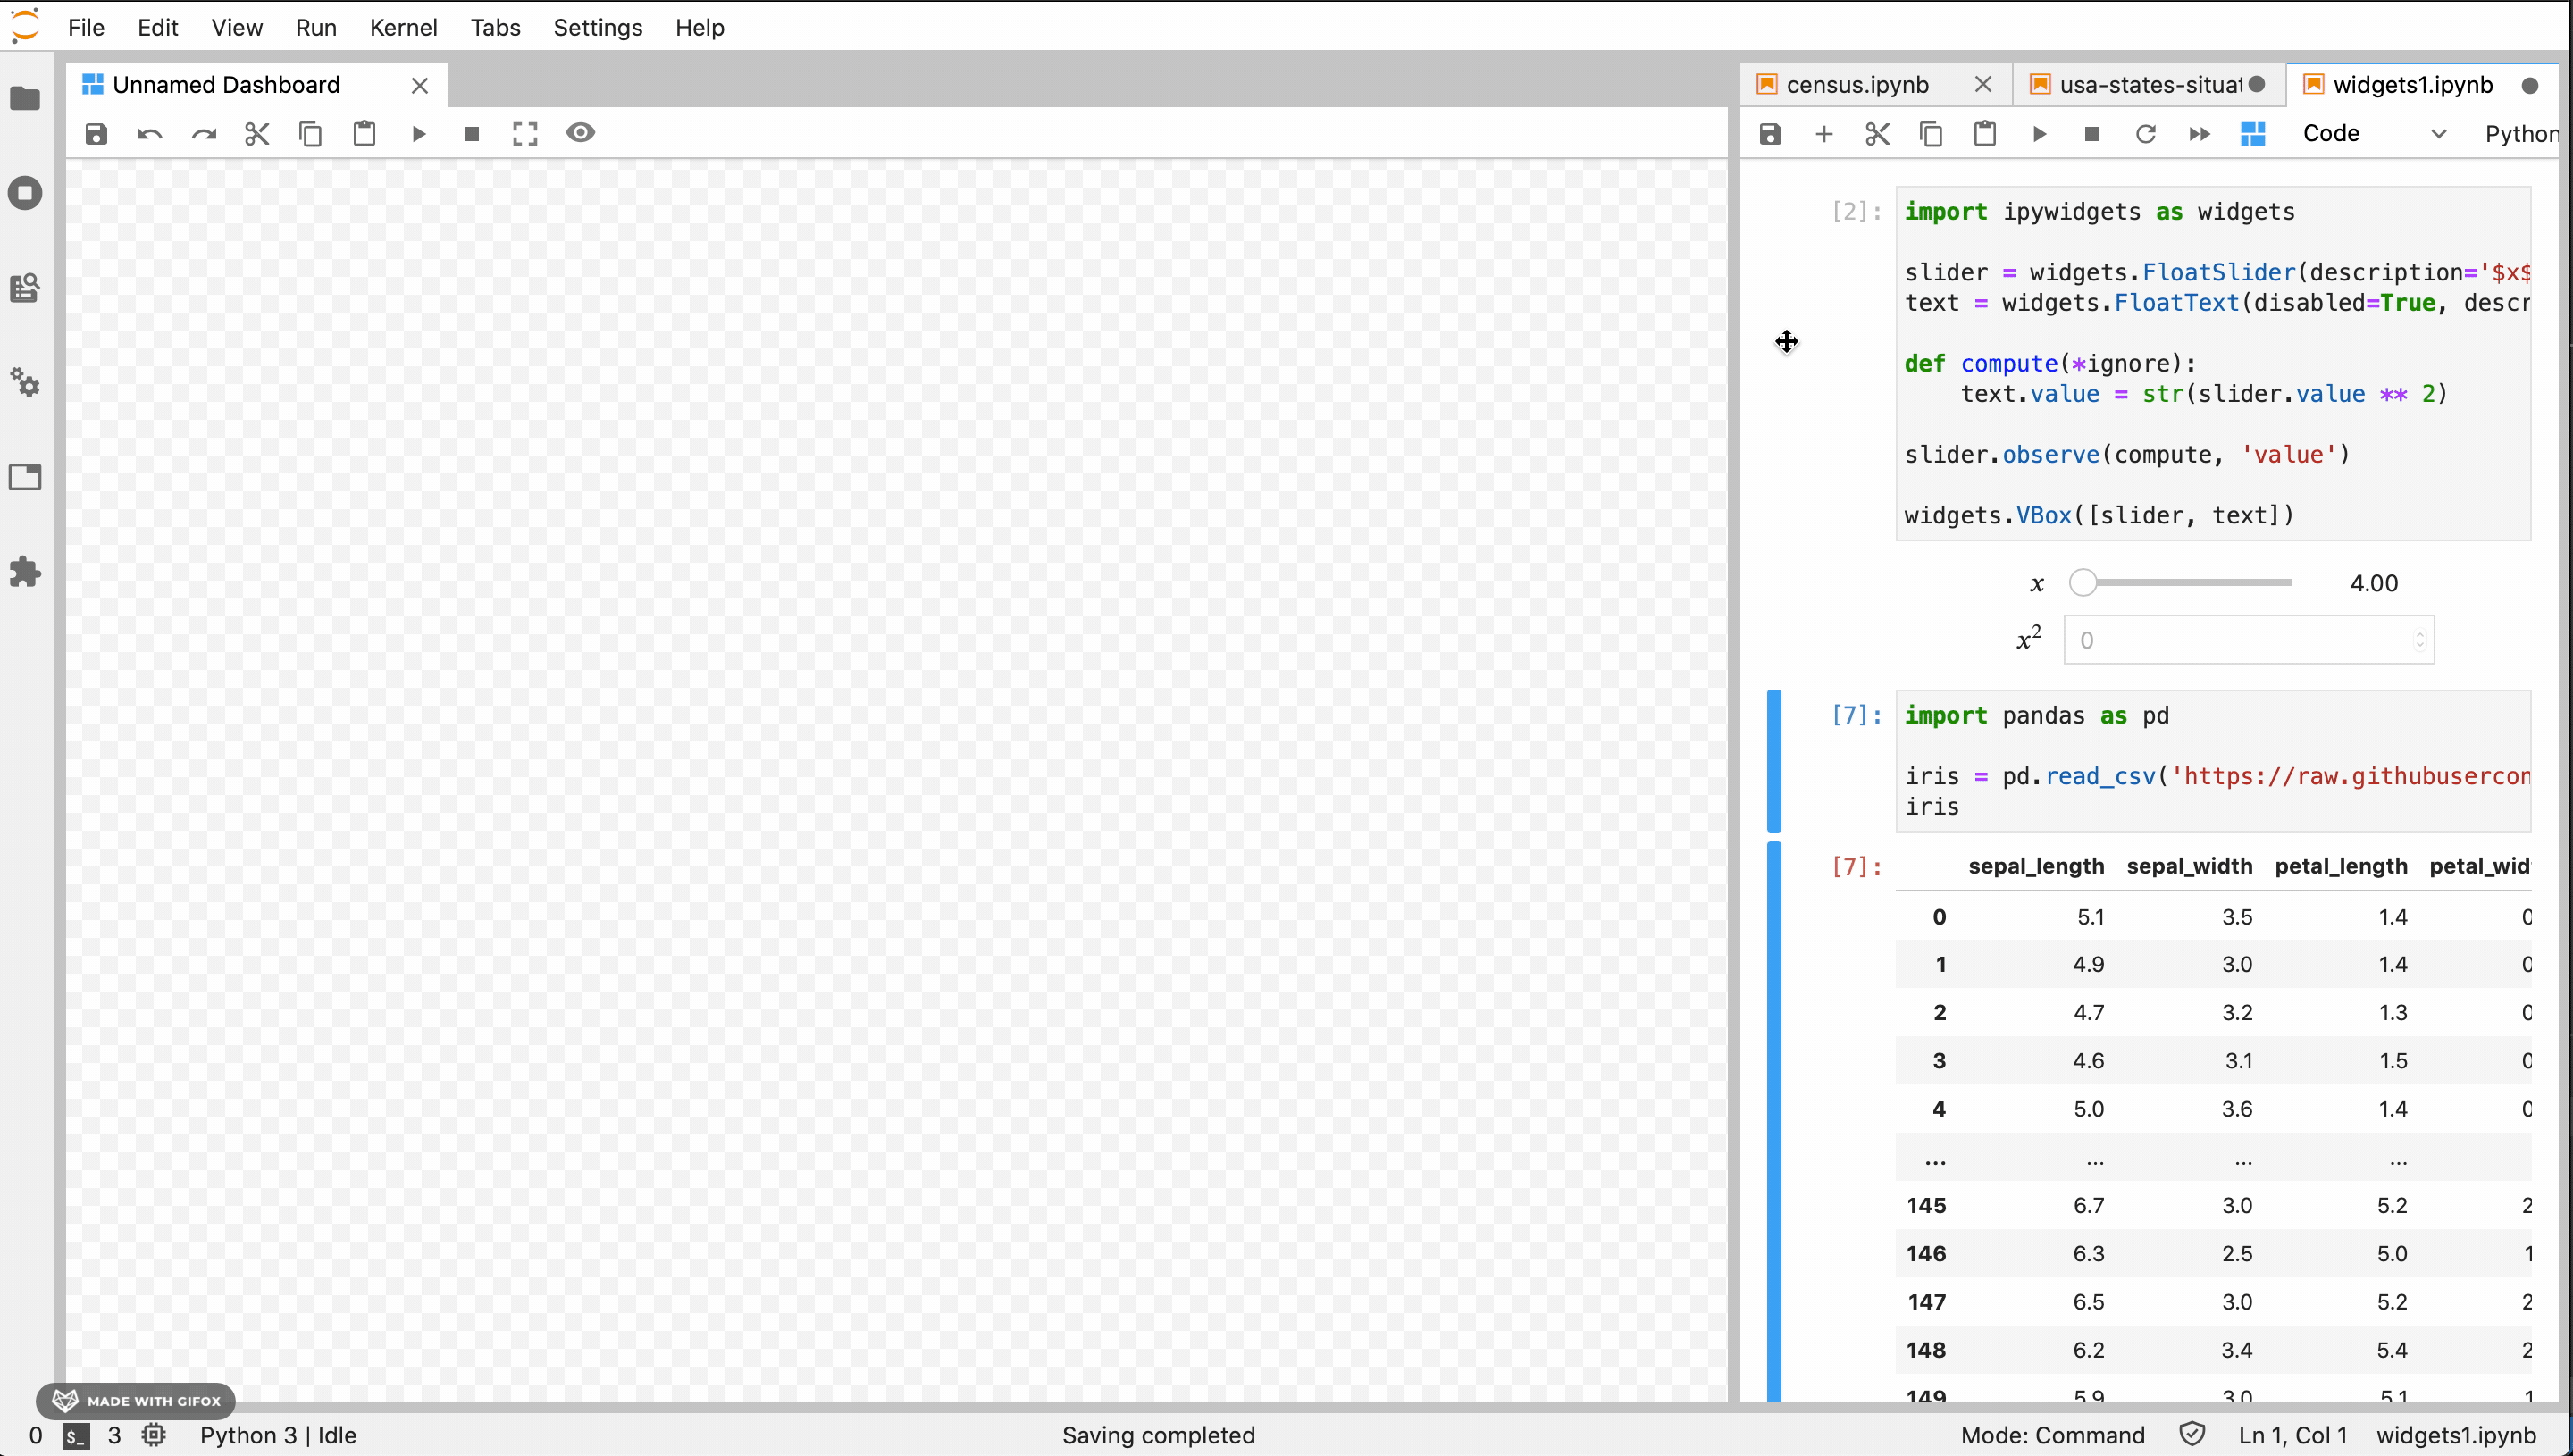 File Edit View Run Kernel Tabs Settings Help
Unnamed Dashboard
census.ipynb
usa-states-situat
widgets1.ipynb
Code
Python
[2]:
import ipywidgets as widgets
slider = widgets.FloatSlider(description='$x$
text = widgets.FloatText(disabled=True, descr
def compute(*ignore):
    text.value = str(slider.value ** 2)
slider.observe(compute, 'value')
widgets.VBox([slider, text])
x 4.00
x² 0
[7]:
import pandas as pd
iris = pd.read_csv('https://raw.githubusercon
iris
[7]:
sepal_length sepal_width petal_length petal_wid
0 5.1 3.5 1.4 0
1 4.9 3.0 1.4 0
2 4.7 3.2 1.3 0
3 4.6 3.1 1.5 0
4 5.0 3.6 1.4 0
... ... ... ...
145 6.7 3.0 5.2 2
146 6.3 2.5 5.0 1
147 6.5 3.0 5.2 2
148 6.2 3.4 5.4 2
149 5.9 3.0 5.1 1
MADE WITH GIFOX
0 $_ 3 Python 3 | Idle
Saving completed
Mode: Command
Ln 1, Col 1
widgets1.ipynb